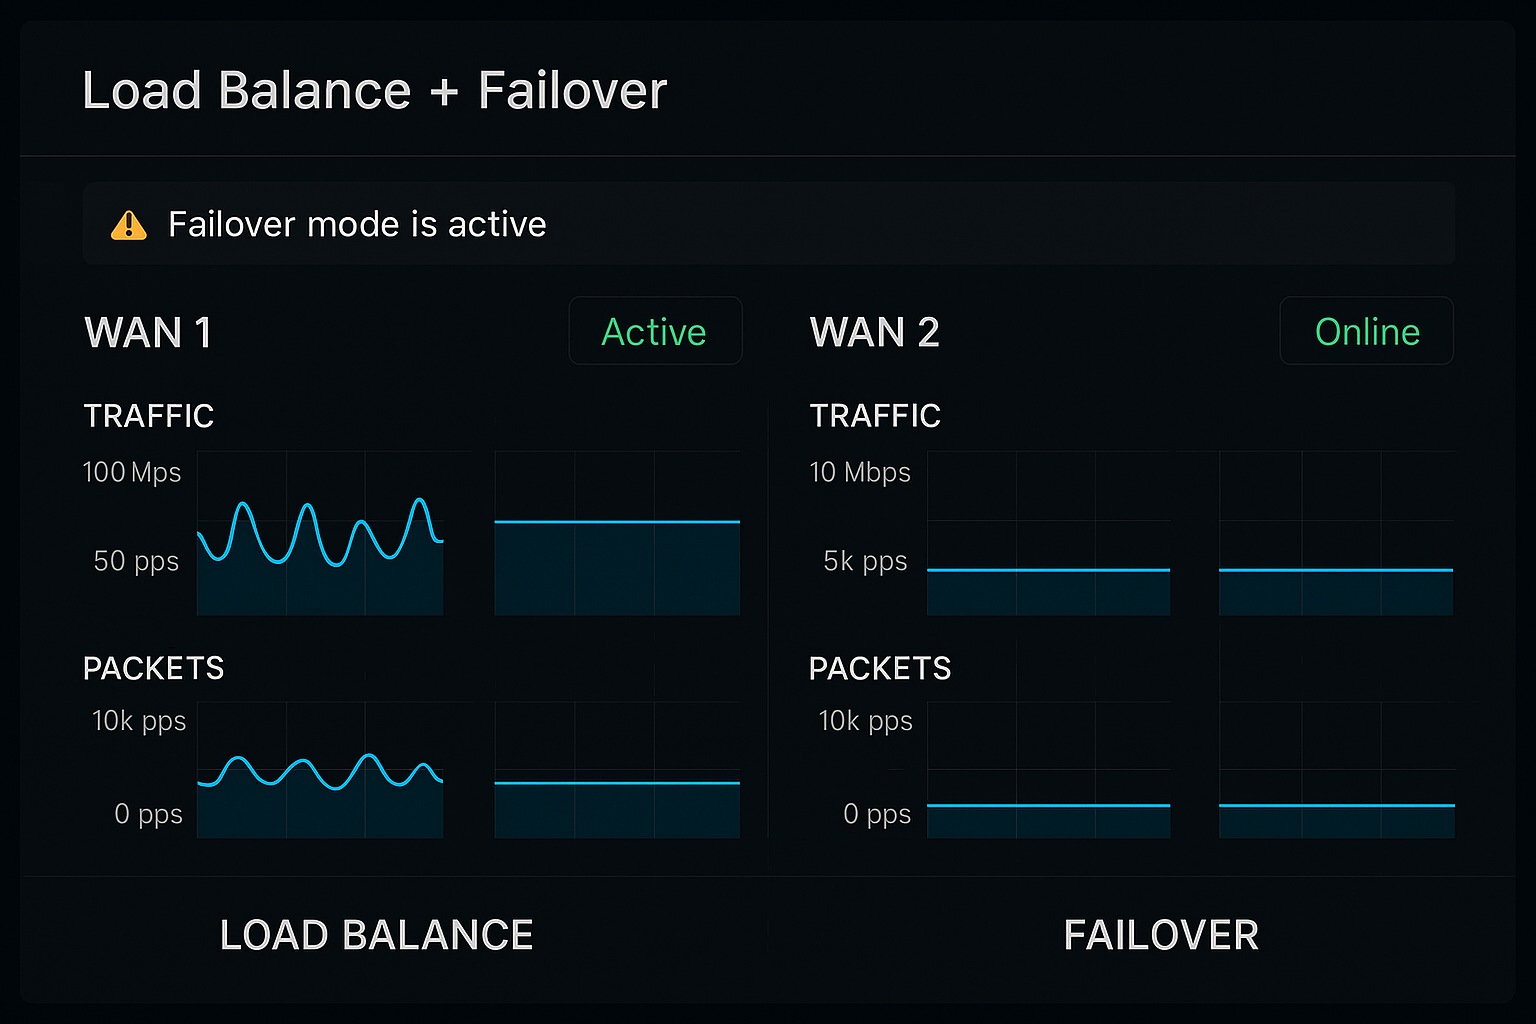 Load Balance + Failover
Failover mode is active
WAN 1
Active
TRAFFIC
100 Mps
50 pps
PACKETS
10k pps
0 pps
WAN 2
Online
TRAFFIC
10 Mbps
5k pps
PACKETS
10k pps
0 pps
LOAD BALANCE
FAILOVER